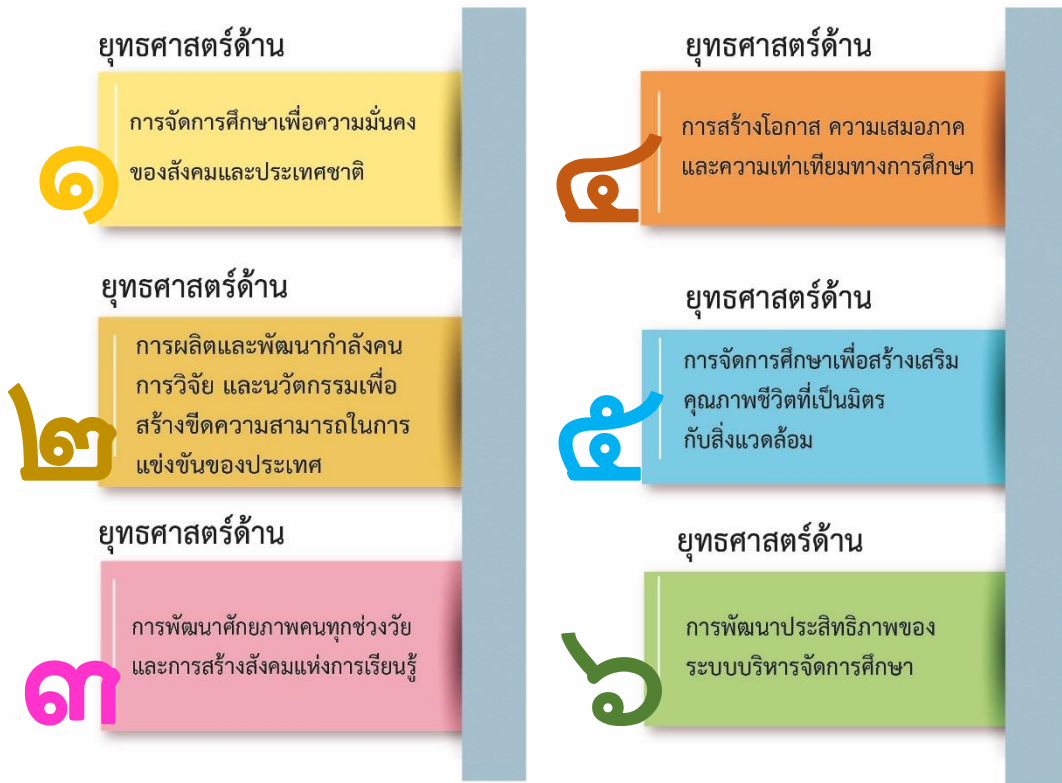 ยุทธศาสตร์ด้าน
๑
การจัดการศึกษาเพื่อความมั่นคง
ของสังคมและประเทศชาติ
ยุทธศาสตร์ด้าน
๒
การผลิตและพัฒนากำลังคน
การวิจัย และนวัตกรรมเพื่อ
สร้างขีดความสามารถในการ
แข่งขันของประเทศ
ยุทธศาสตร์ด้าน
๓
การพัฒนาศักยภาพคนทุกช่วงวัย
และการสร้างสังคมแห่งการเรียนรู้
ยุทธศาสตร์ด้าน
๔
การสร้างโอกาส ความเสมอภาค
และความเท่าเทียมทางการศึกษา
ยุทธศาสตร์ด้าน
๕
การจัดการศึกษาเพื่อสร้างเสริม
คุณภาพชีวิตที่เป็นมิตร
กับสิ่งแวดล้อม
ยุทธศาสตร์ด้าน
๖
การพัฒนาประสิทธิภาพของ
ระบบบริหารจัดการศึกษา